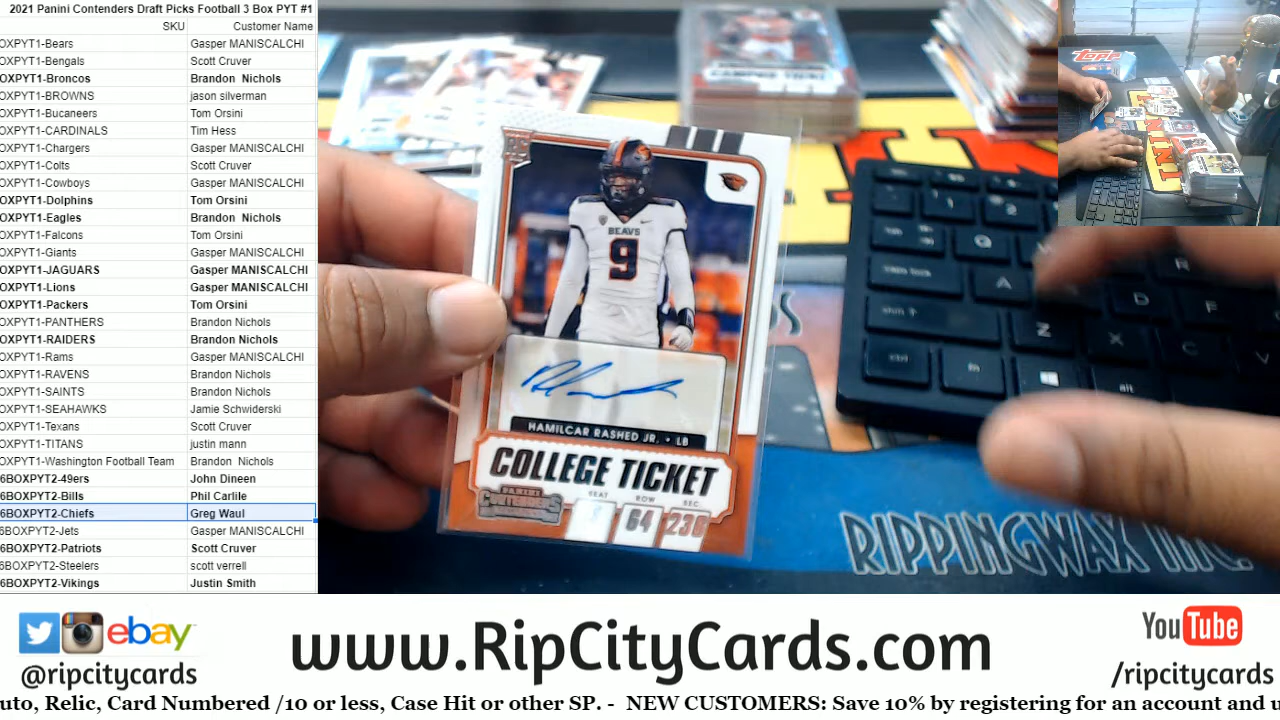 2021 Panini Contenders Draft Picks Football 3 Box PYT #1
SKU Customer Name
OXPYT1-Bears Gasper MANISCALCHI
OXPYT1-Bengals Scott Cruver
OXPYT1-Broncos Brandon Nichols
OXPYT1-BROWNS jason silverman
OXPYT1-Bucaneers Tom Orsini
OXPYT1-CARDINALS Tim Hess
OXPYT1-Chargers Gasper MANISCALCHI
OXPYT1-Colts Scott Cruver
OXPYT1-Cowboys Gasper MANISCALCHI
OXPYT1-Dolphins Tom Orsini
OXPYT1-Eagles Brandon Nichols
OXPYT1-Falcons Tom Orsini
OXPYT1-Giants Gasper MANISCALCHI
OXPYT1-JAGUARS Gasper MANISCALCHI
OXPYT1-Lions Gasper MANISCALCHI
OXPYT1-Packers Tom Orsini
OXPYT1-PANTHERS Brandon Nichols
OXPYT1-RAIDERS Brandon Nichols
OXPYT1-Rams Gasper MANISCALCHI
OXPYT1-RAVENS Brandon Nichols
OXPYT1-SAINTS Brandon Nichols
OXPYT1-SEAHAWKS Jamie Schwiderski
OXPYT1-Texans Scott Cruver
OXPYT1-TITANS justin mann
OXPYT1-Washington Football Team Brandon Nichols
6BOXPYT2-49ers John Dineen
6BOXPYT2-Bills Phil Carlile
6BOXPYT2-Chiefs Greg Waul
6BOXPYT2-Jets Gasper MANISCALCHI
6BOXPYT2-Patriots Scott Cruver
6BOXPYT2-Steelers scott verrell
6BOXPYT2-Vikings Justin Smith
BEAVS
9
HAMILCAR RASHED JR. • LB
COLLEGE TICKET
PANINI
CONTENDERS
SEAT ROW SEC.
64 230
1 2
Q
A D F
Z X C V
ctrl fn alt
RIPPINGWAX INC.
Topps
ebay
@ripcitycards
www.RipCityCards.com
YouTube
/ripcitycards
uto, Relic, Card Numbered /10 or less, Case Hit or other SP. - NEW CUSTOMERS: Save 10% by registering for an account and u